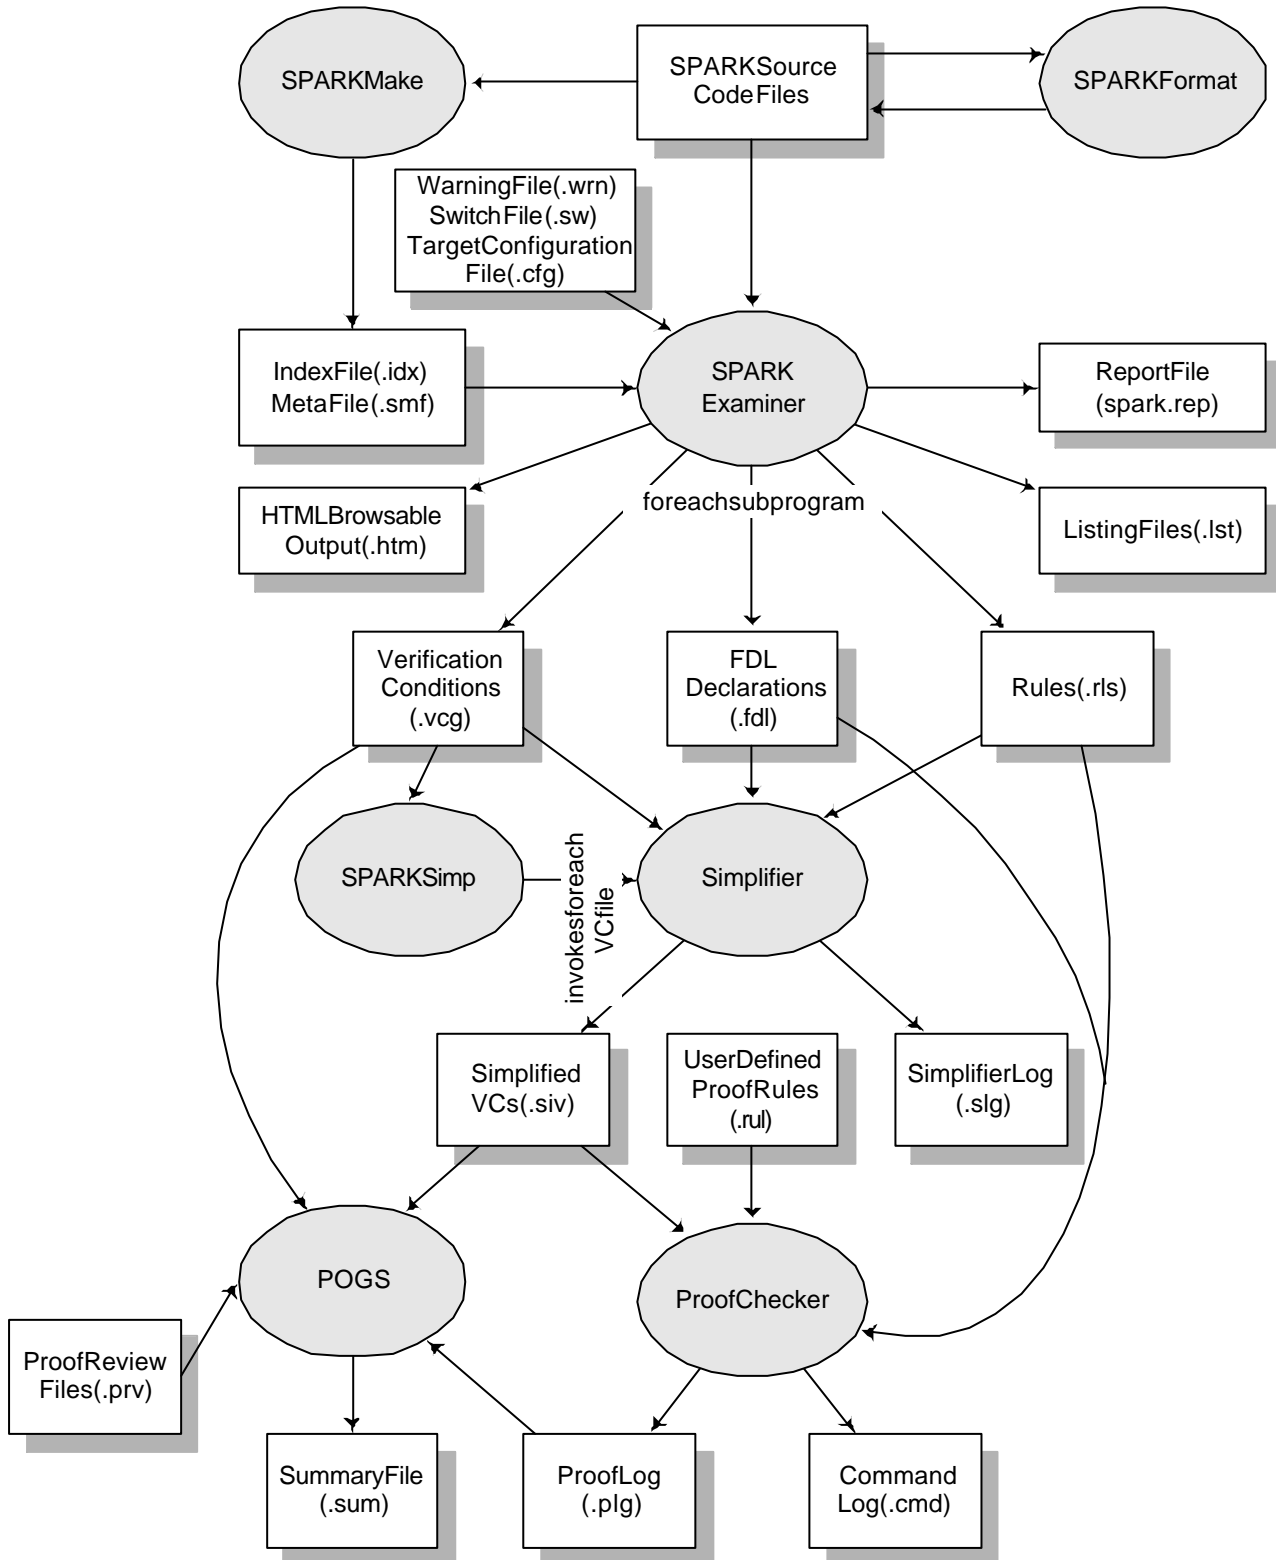 SPARKMake
SPARKSource
CodeFiles
SPARKFormat
WarningFile(.wrn)
SwitchFile(.sw)
TargetConfiguration
File(.cfg)
IndexFile(.idx)
MetaFile(.smf)
SPARK
Examiner
ReportFile
(spark.rep)
HTMLBrowsable
Output(.htm)
foreachsubprogram
ListingFiles(.lst)
Verification
Conditions
(.vcg)
FDL
Declarations
(.fdl)
Rules(.rls)
SPARKSimp
invokesforeach
VCfile
Simplifier
Simplified
VCs(.siv)
UserDefined
ProofRules
(.rul)
SimplifierLog
(.slg)
POGS
ProofChecker
ProofReview
Files(.prv)
SummaryFile
(.sum)
ProofLog
(.plg)
Command
Log(.cmd)